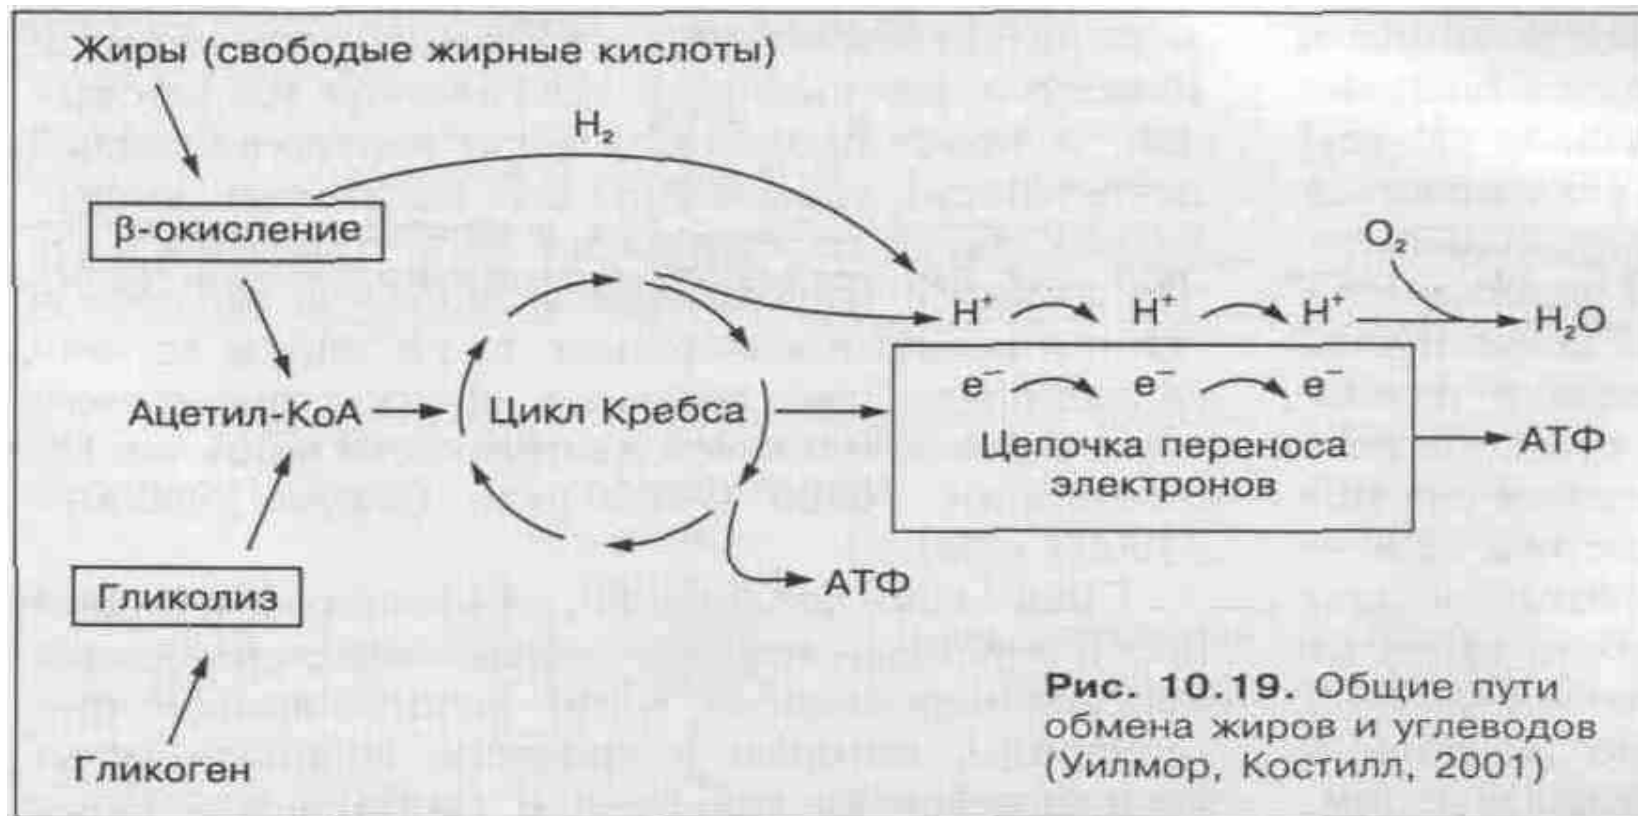 Жиры (свободые жирные кислоты)
H₂
β-окисление
O₂
H⁺ H⁺ H⁺ H₂O
e⁻ e⁻ e⁻
Ацетил-КоА
Цикл Кребса
Цепочка переноса
электронов
АТФ
АТФ
Гликолиз
Гликоген
Рис. 10.19. Общие пути
обмена жиров и углеводов
(Уилмор, Костилл, 2001)